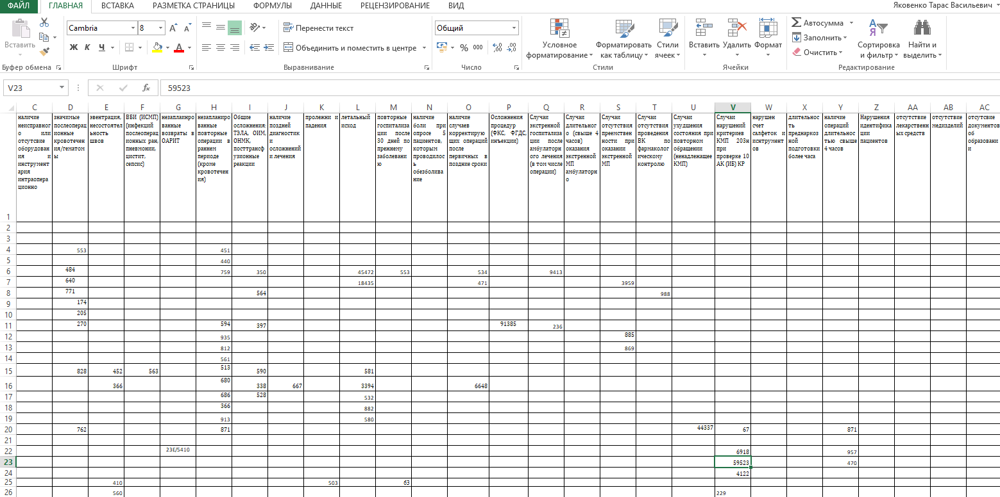 ФАЙЛ ГЛАВНАЯ ВСТАВКА РАЗМЕТКА СТРАНИЦЫ ФОРМУЛЫ ДАННЫЕ РЕЦЕНЗИРОВАНИЕ ВИД Яковенко Тарас Васильевич
Вставить
Буфер обмена
Cambria 8
Ж К Ч
Шрифт
Перенести текст
Объединить и поместить в центре
Выравнивание
Общий
% 000
Число
Условное форматирование
Форматировать как таблицу
Стили ячеек
Стили
Вставить Удалить Формат
Ячейки
Автосумма
Заполнить
Очистить
Сортировка и фильтр
Найти и выделить
Редактирование
V23 fx 59523
C D E F G H I J K L M N O P Q R S T U V W X Y Z AA AB AC
наличие неисправного или отсутсвие оборудования и инструментария интраоперационно
значимые послеоперационные кровотечения/гематомы
эвентрация, несостоятельность швов
ВБИ (ИСМП) (инфекций послеоперационных ран, пневмонии, цистит, сепсис)
незапланированные возвраты в ОАРИТ
незапланированные повторные операции в раннем периоде (кроме кровотечения)
Общие осложнения: ТЭЛА, ОИМ, ОНМК, посттрансфузионные реакции
наличие поздней диагностики осложнений и лечения
пролежни и падения
летальный исход
повторные госпитализации после 30 дней по прежнему заболеванию
наличие боли при опросе 5 пациентов, которым проводилось обезболивание
наличие случаев корректирующих операций после первичных в поздние сроки
Осложнения процедур (ФКС, ФГДС, инъекции)
Случаи экстренной госпитализации после амбулаторного лечения (в том числе операции)
Случаи длительного (свыше 4 часов) оказания экстренной МП амбулаторно
Случаи отсутствия преемственности при оказании экстренной МП
Случаи отсутствия проведения ВК по фармакологическому контролю
Случаи ухудшения состояния при повторном обращении (ненадлежащее КМП)
Случаи нарушений критериев КМП 203н при проверке 10 АК (ИБ) КР
нарушен счет салфеток и иснтрументов
длительность преднаркозной подготовки более часа
наличие операций длительностью свыше 4 часов
Нарушения идентификации пациентов
отсутствие лекарственных средств
отсутствие медизделий
отсутсвие документов об образовании
1
2
3
4 553 451
5 440
6 484 759 350 45472 553 534 9413
7 640 18435 471 3959
8 771 564 988
9 174
10 205
11 270 594 397 91385 236
12 935 885
13 812 869
14 561
15 828 452 563 513 590 581
16 366 680 338 667 3394 6648
17 686 528 532
18 366 882
19 913 580
20 762 871 44337 67 871
21
22 23E/5410 6918 957
23 59523 470
24 4122
25 410 503 63
26 560 229